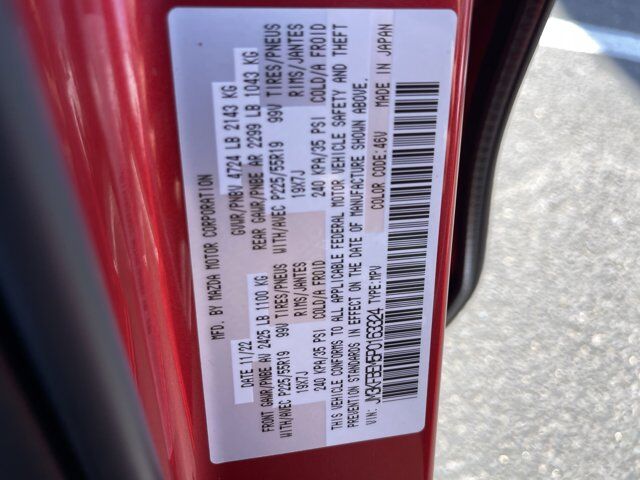 MFD. BY MAZDA MOTOR CORPORATION
DATE: 11/22 GVWR/PNBV 4724 LB 2143 KG
FRONT GAWR/PNBE AV 2425 LB 1100 KG REAR GAWR/PNBE AR 2299 LB 1043 KG
WITH/AVEC P225/55R19 99V TIRES/PNEUS WITH/AVEC P225/55R19 99V TIRES/PNEUS
19X7J RIMS/JANTES 19X7J RIMS/JANTES
240 KPA/35 PSI COLD/A FROID 240 KPA/35 PSI COLD/A FROID
THIS VEHICLE CONFORMS TO ALL APPLICABLE FEDERAL MOTOR VEHICLE SAFETY AND THEFT
PREVENTION STANDARDS IN EFFECT ON THE DATE OF MANUFACTURE SHOWN ABOVE.
VIN: JM3KFBEM5P0163324 TYPE:MPV COLOR CODE:46V MADE IN JAPAN